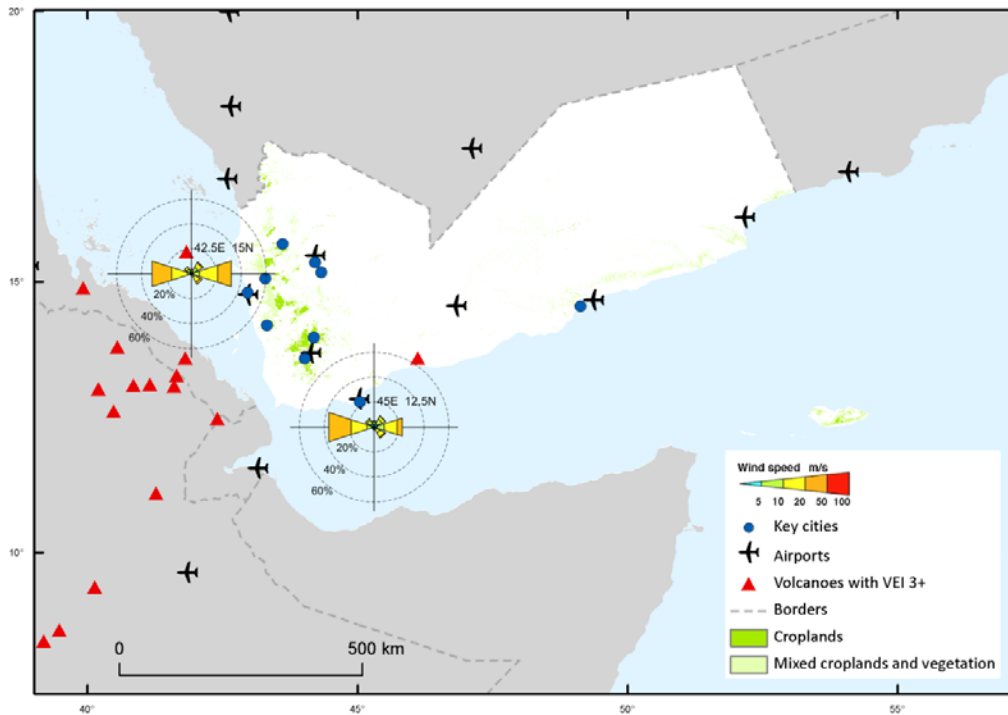 20°
42.5E 15N
20%
40%
60%
15°
45E 12,5N
20%
40%
60%
Wind speed m/s
5 10 20 50 100
Key cities
Airports
Volcanoes with VEI 3+
Borders
Croplands
Mixed croplands and vegetation
10°
0 500 km
40° 45° 50° 55°